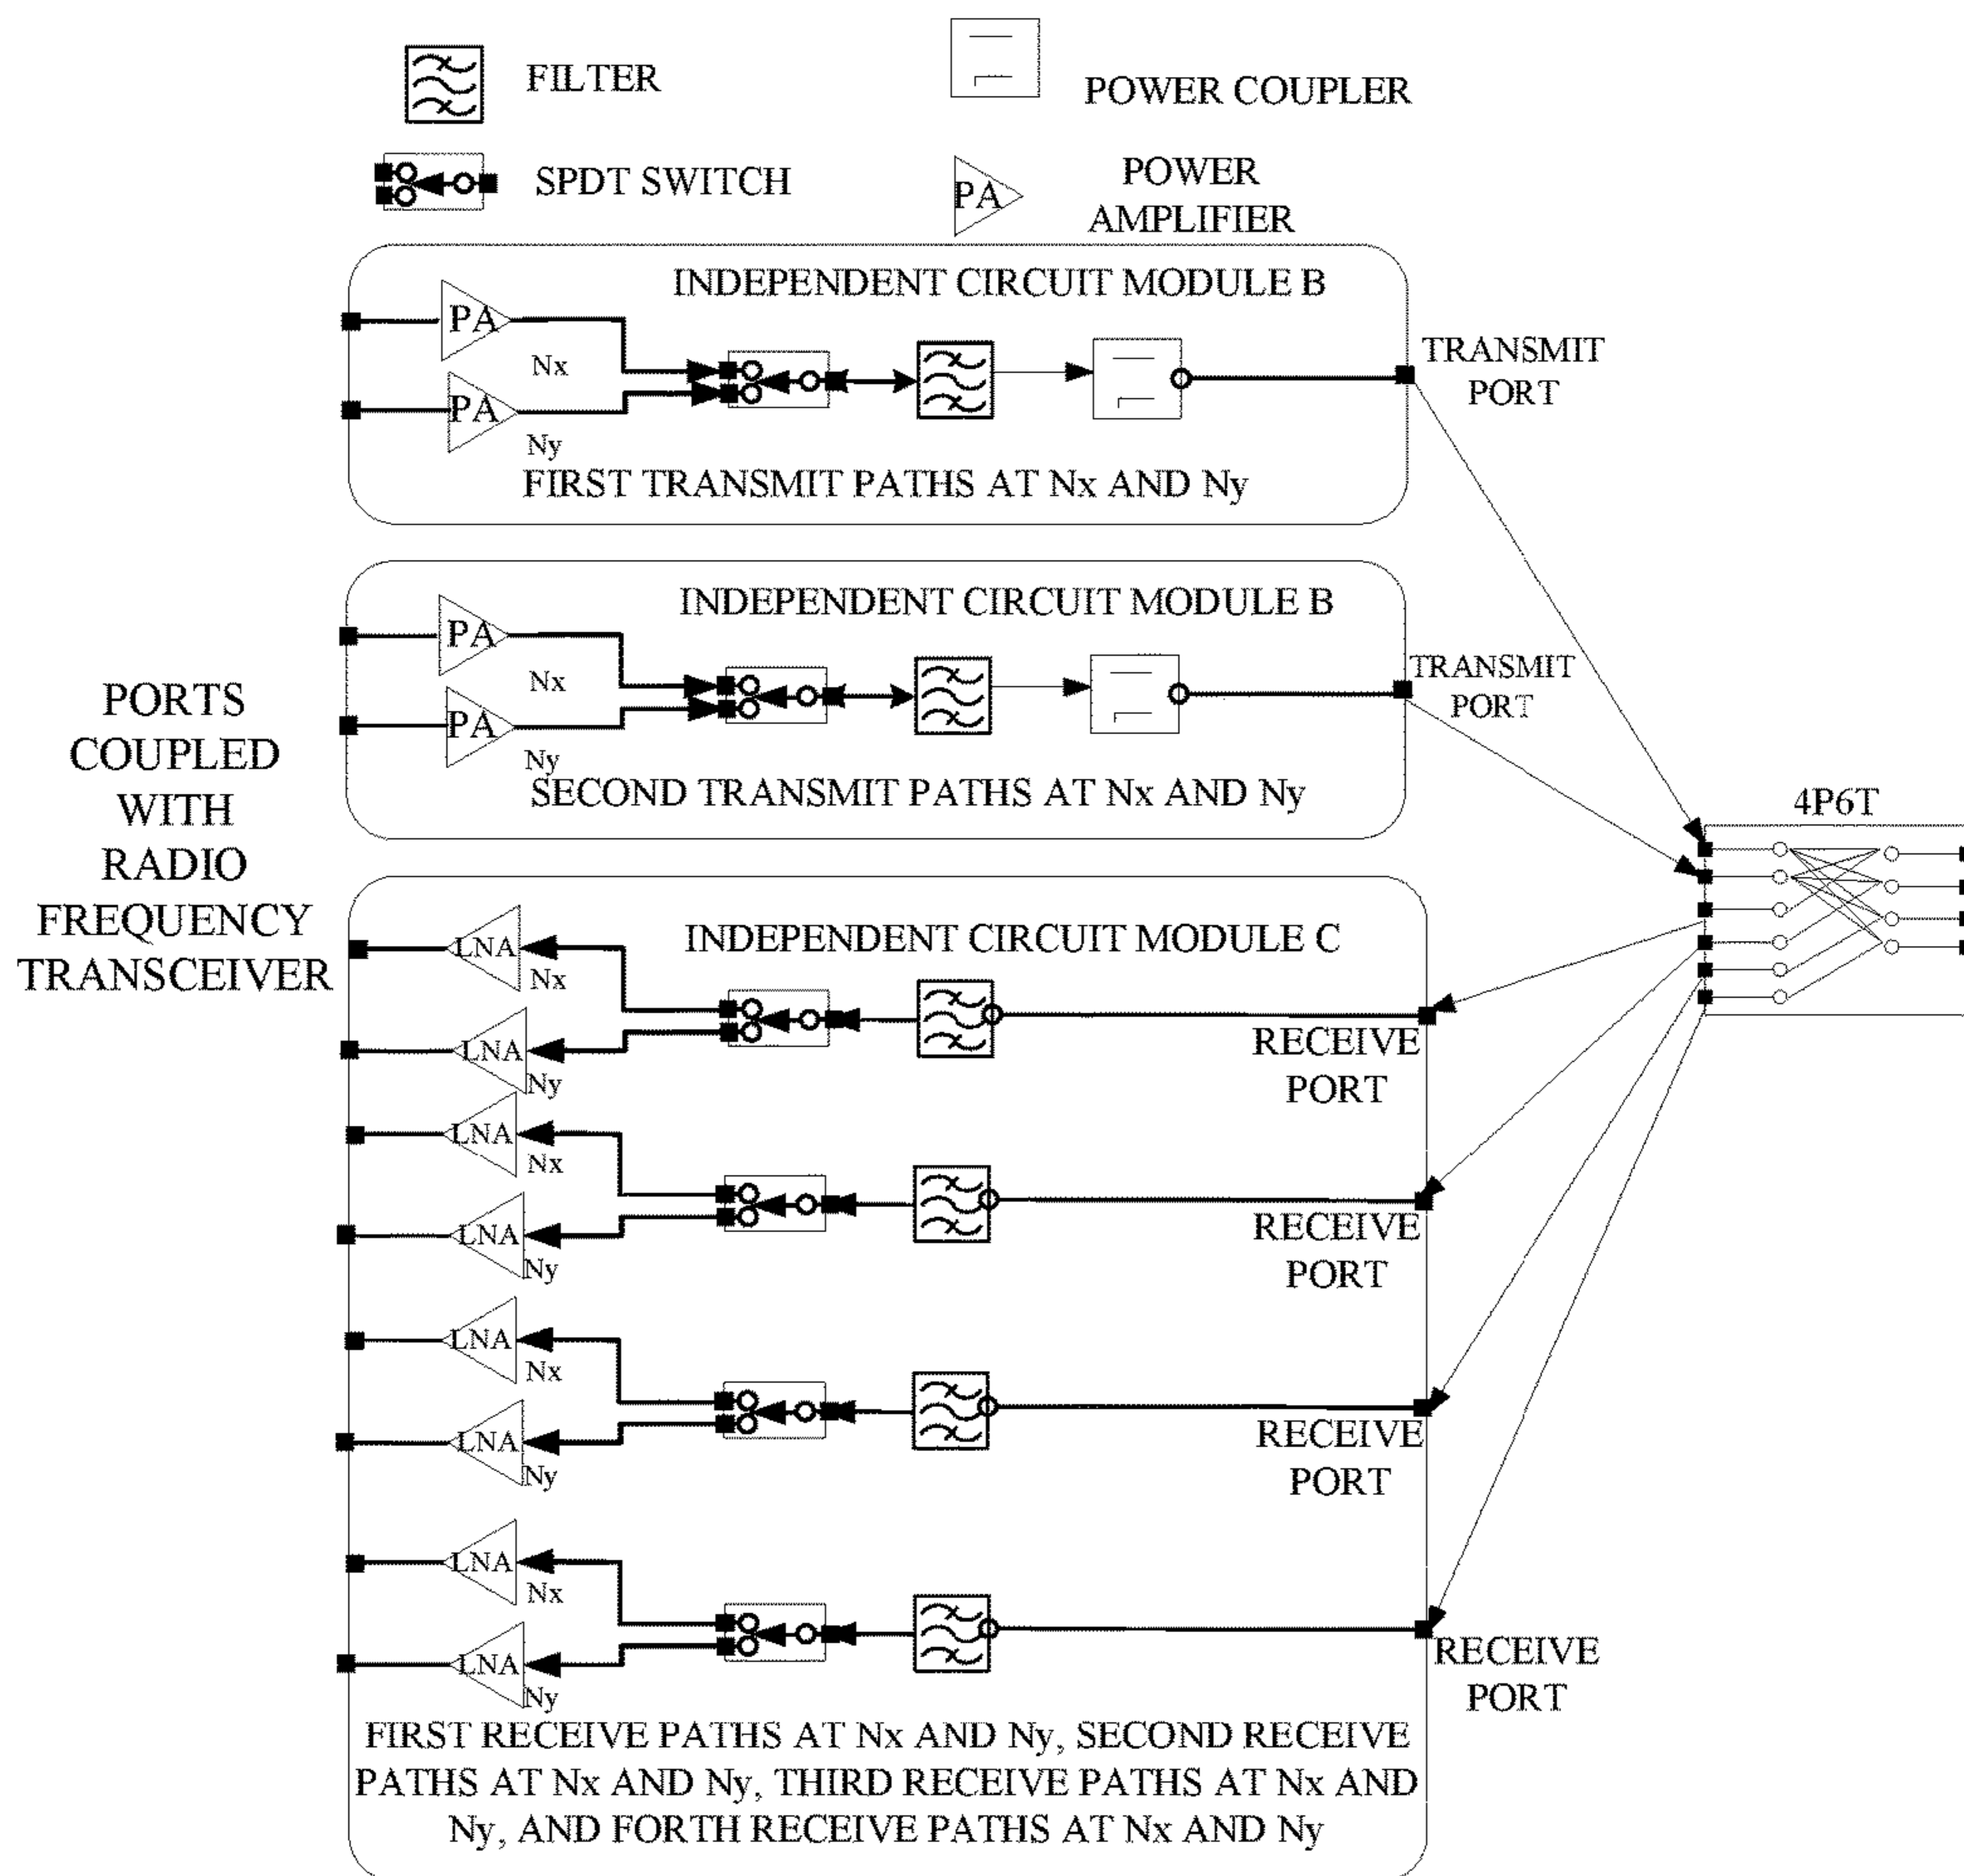 FILTER
POWER COUPLER
SPDT SWITCH
PA
POWER
AMPLIFIER
INDEPENDENT CIRCUIT MODULE B
PA
Nx
PA
Ny
TRANSMIT
PORT
FIRST TRANSMIT PATHS AT Nx AND Ny
INDEPENDENT CIRCUIT MODULE B
PA
Nx
PA
Ny
TRANSMIT
PORT
SECOND TRANSMIT PATHS AT Nx AND Ny
PORTS
COUPLED
WITH
RADIO
FREQUENCY
TRANSCEIVER
4P6T
INDEPENDENT CIRCUIT MODULE C
LNA
Nx
LNA
Ny
RECEIVE
PORT
LNA
Nx
LNA
Ny
RECEIVE
PORT
LNA
Nx
LNA
Ny
RECEIVE
PORT
LNA
Nx
LNA
Ny
RECEIVE
PORT
FIRST RECEIVE PATHS AT Nx AND Ny, SECOND RECEIVE
PATHS AT Nx AND Ny, THIRD RECEIVE PATHS AT Nx AND
Ny, AND FORTH RECEIVE PATHS AT Nx AND Ny